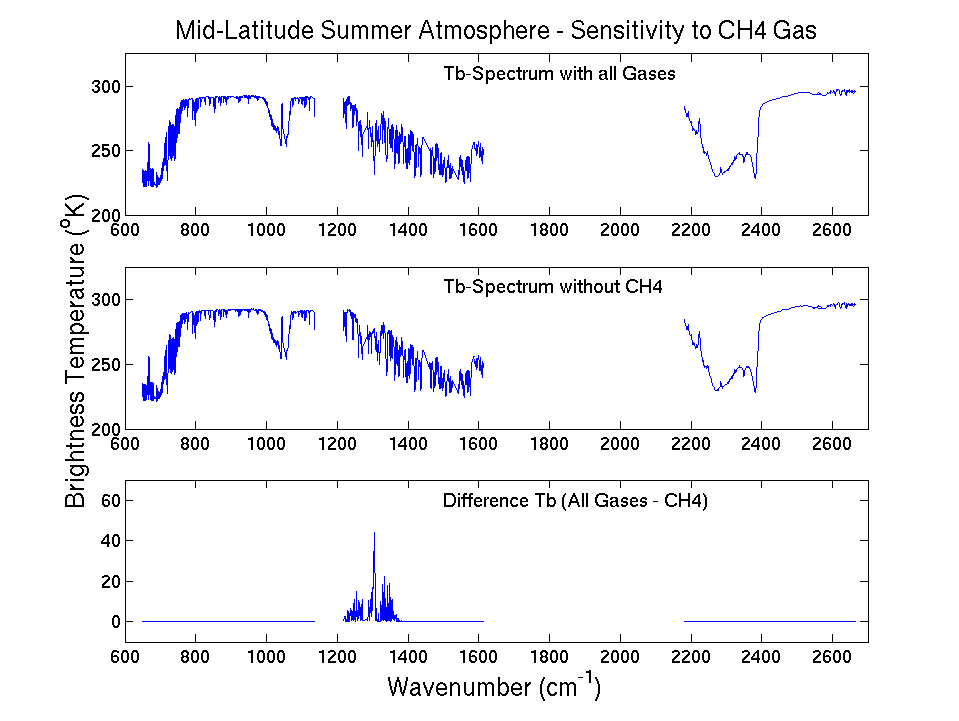 Mid-Latitude Summer Atmosphere - Sensitivity to CH4 Gas
Tb-Spectrum with all Gases
300
250
200
600 800 1000 1200 1400 1600 1800 2000 2200 2400 2600
Tb-Spectrum without CH4
300
250
200
600 800 1000 1200 1400 1600 1800 2000 2200 2400 2600
Brightness Temperature (°K)
Difference Tb (All Gases - CH4)
60
40
20
0
600 800 1000 1200 1400 1600 1800 2000 2200 2400 2600
Wavenumber (cm⁻¹)